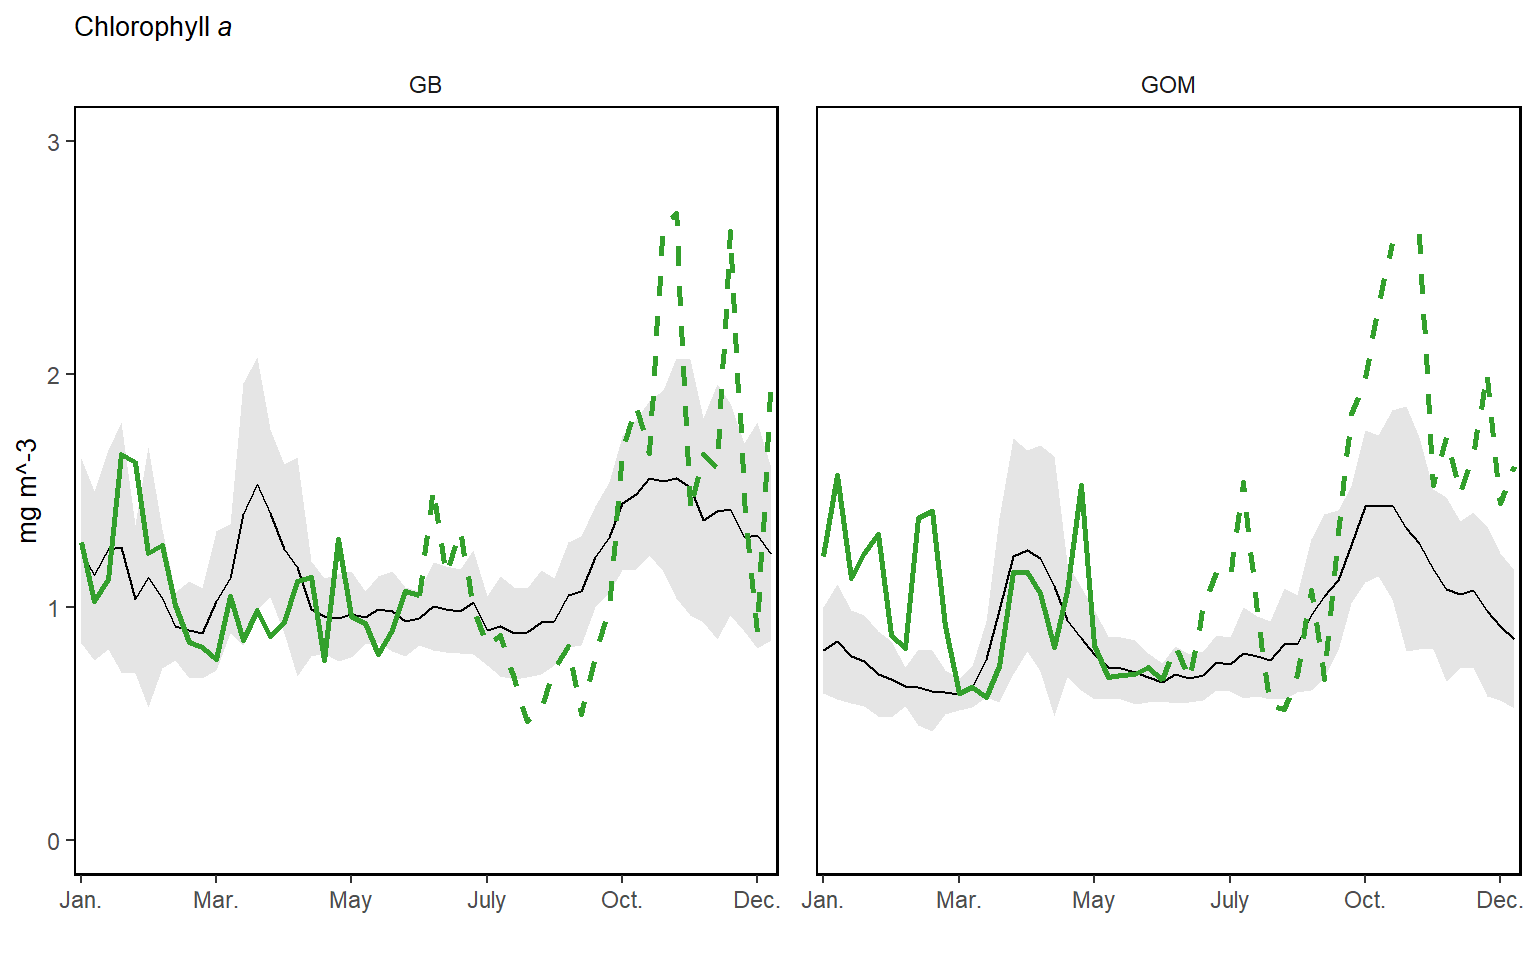 Chlorophyll a
GB
GOM
mg m^-3
3
2
1
0
Jan.
Mar.
May
July
Oct.
Dec.
Jan.
Mar.
May
July
Oct.
Dec.